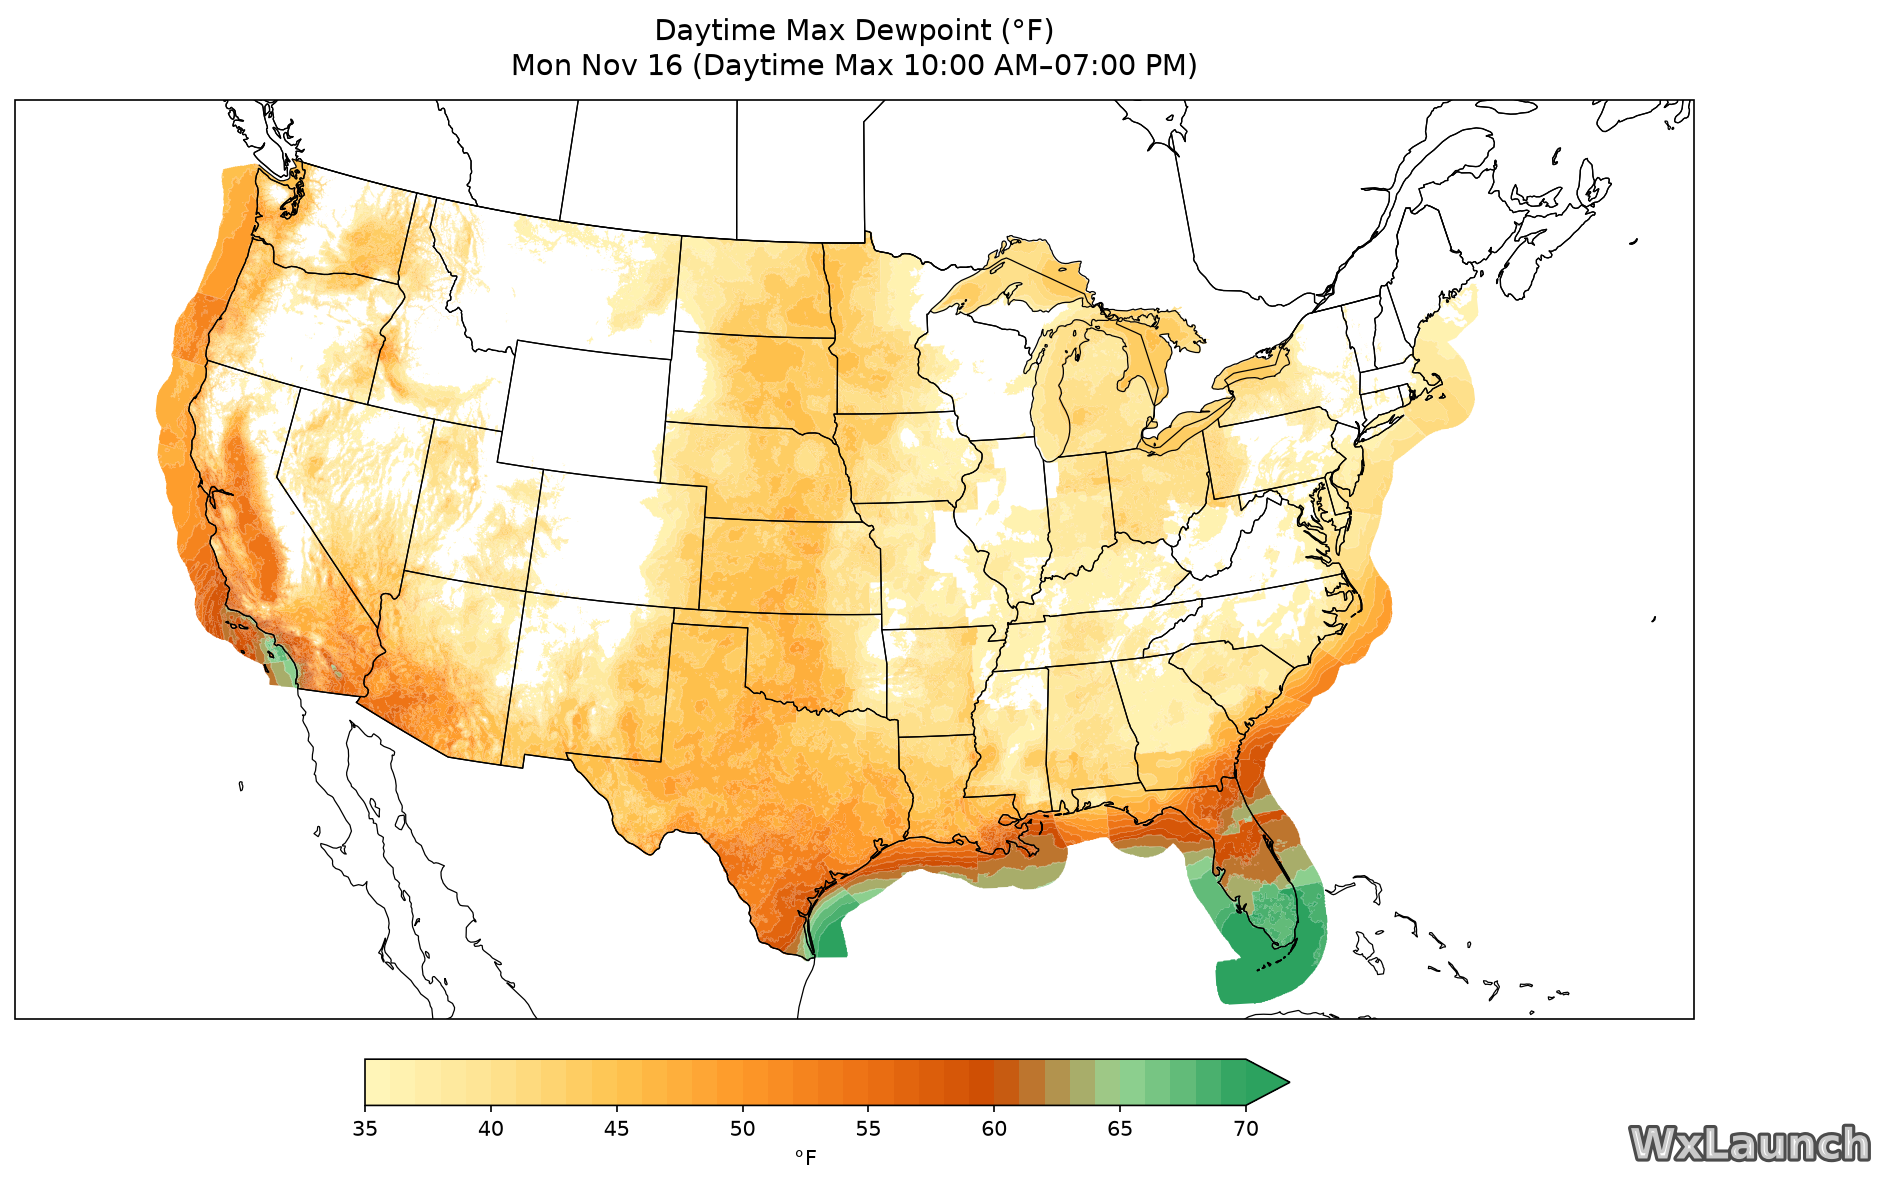 Daytime Max Dewpoint (°F)
Mon Nov 16 (Daytime Max 10:00 AM–07:00 PM)
35 40 45 50 55 60 65 70
°F
WxLaunch